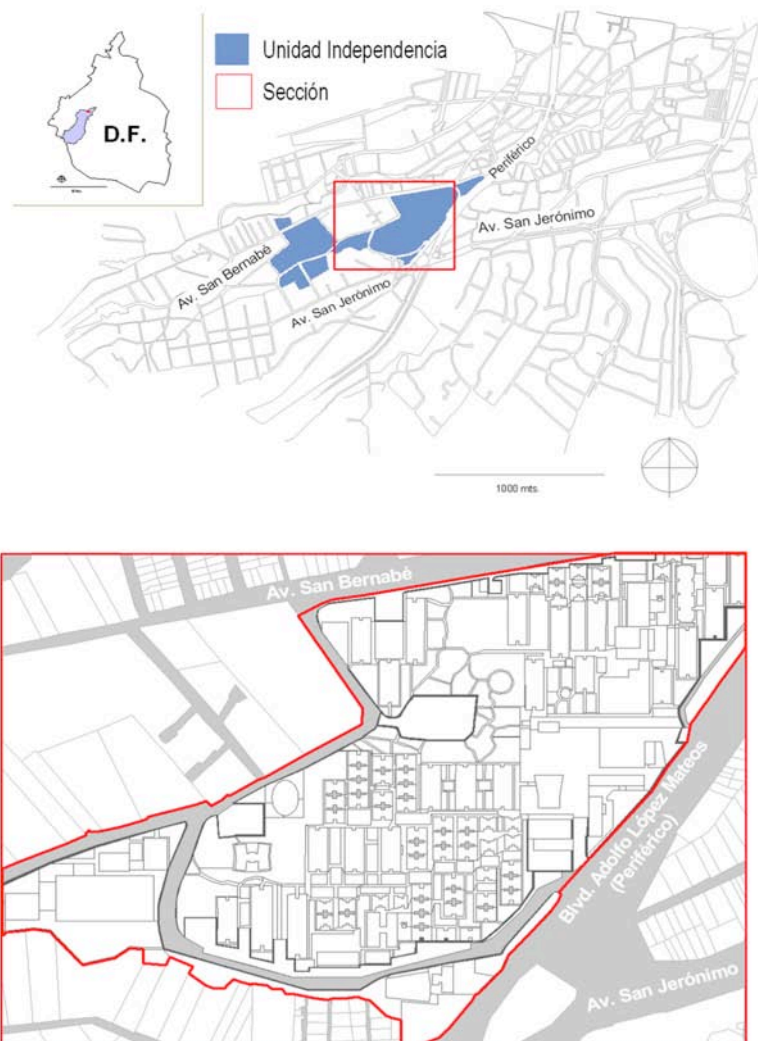 D.F.
Unidad Independencia
Sección
Periférico
Av. San Jerónimo
Av. San Bernabé
Av. San Jerónimo
1000 mts.
Av. San Bernabé
Blvd. Adolfo López Mateos
(Periférico)
Av. San Jerónimo